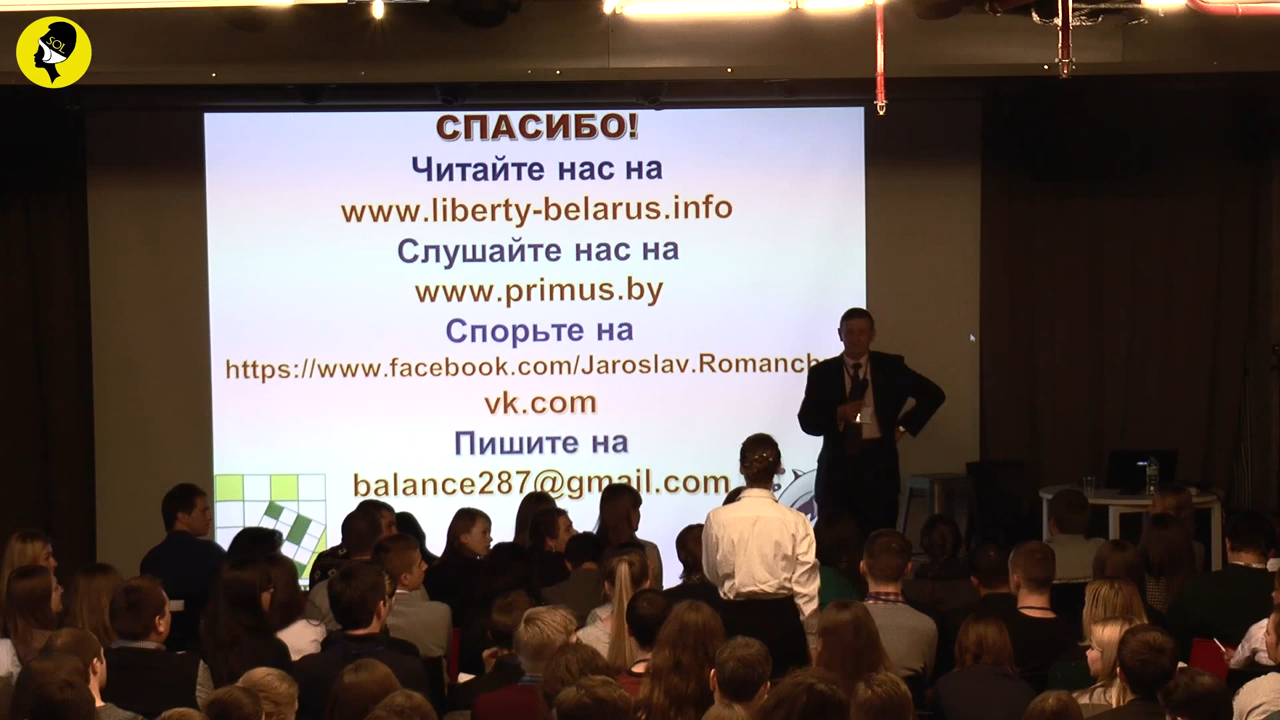 SOL
СПАСИБО!
Читайте нас на
www.liberty-belarus.info
Слушайте нас на
www.primus.by
Спорьте на
https://www.facebook.com/Jaroslav.Romanch
vk.com
Пишите на
balance287@gmail.com